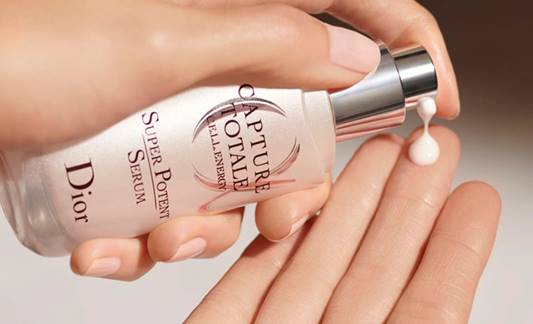 CAPTURE
TOTALE
C.E.L.L. ENERGY
SUPER POTENT
SERUM
Dior